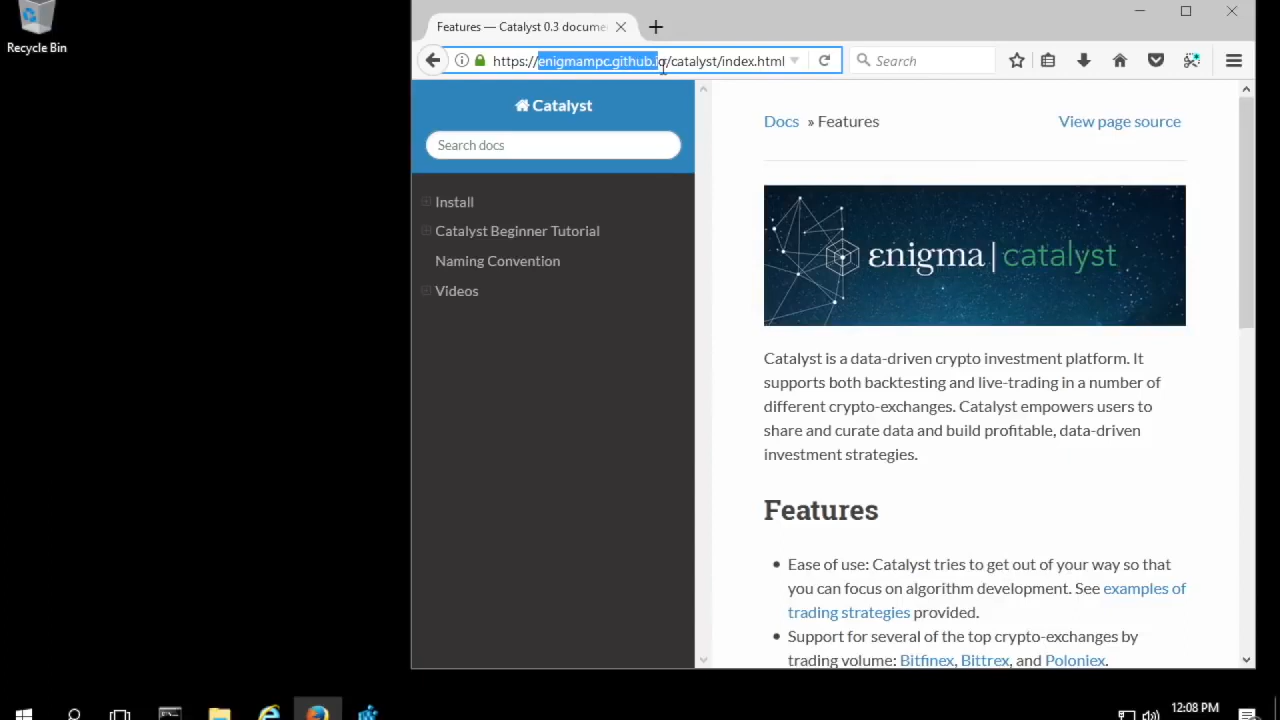 Recycle Bin
Features — Catalyst 0.3 docume
https://enigmampc.github.io/catalyst/index.html
Search
Catalyst
Search docs
Install
Catalyst Beginner Tutorial
Naming Convention
Videos
Docs » Features
View page source
εnigma | catalyst
Catalyst is a data-driven crypto investment platform. It
supports both backtesting and live-trading in a number of
different crypto-exchanges. Catalyst empowers users to
share and curate data and build profitable, data-driven
investment strategies.
Features
Ease of use: Catalyst tries to get out of your way so that
you can focus on algorithm development. See examples of
trading strategies provided.
Support for several of the top crypto-exchanges by
trading volume: Bitfinex, Bittrex, and Poloniex.
12:08 PM